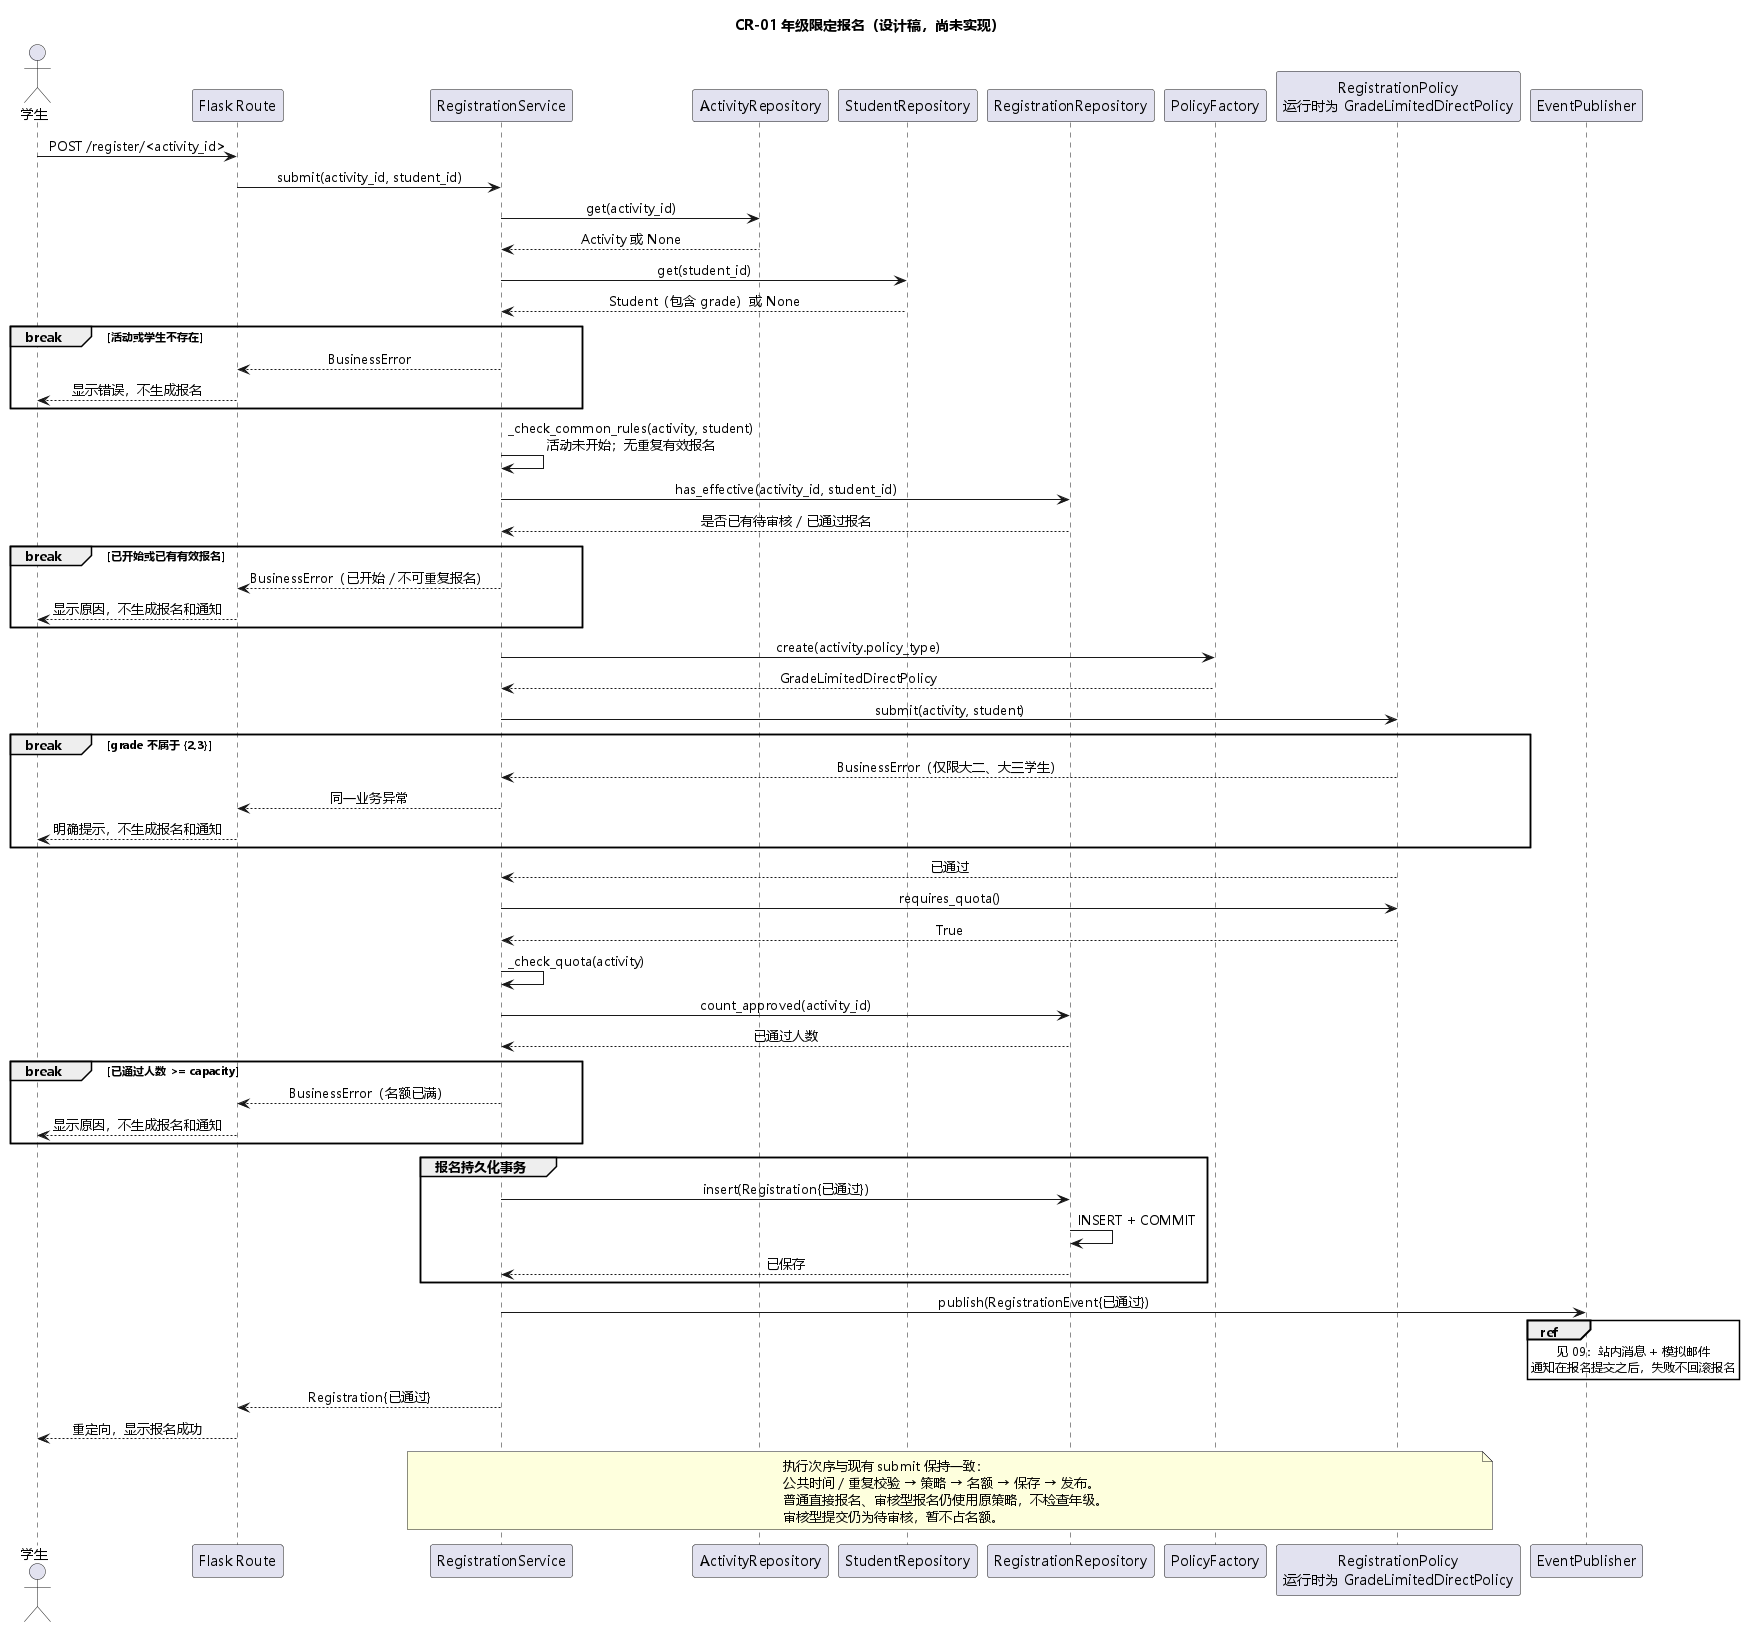 CR-01 年级限定报名（设计稿，尚未实现）
学生
Flask Route
RegistrationService
ActivityRepository
StudentRepository
RegistrationRepository
PolicyFactory
RegistrationPolicy
运行时为 GradeLimitedDirectPolicy
EventPublisher
POST /register/<activity_id>
submit(activity_id, student_id)
get(activity_id)
Activity 或 None
get(student_id)
Student（包含 grade）或 None
break [活动或学生不存在]
BusinessError
显示错误，不生成报名
_check_common_rules(activity, student)
活动未开始；无重复有效报名
has_effective(activity_id, student_id)
是否已有待审核 / 已通过报名
break [已开始或已有有效报名]
BusinessError（已开始 / 不可重复报名）
显示原因，不生成报名和通知
create(activity.policy_type)
GradeLimitedDirectPolicy
submit(activity, student)
break [grade 不属于 {2,3}]
BusinessError（仅限大二、大三学生）
同一业务异常
明确提示，不生成报名和通知
已通过
requires_quota()
True
_check_quota(activity)
count_approved(activity_id)
已通过人数
break [已通过人数 >= capacity]
BusinessError（名额已满）
显示原因，不生成报名和通知
报名持久化事务
insert(Registration{已通过})
INSERT + COMMIT
已保存
publish(RegistrationEvent{已通过})
ref
见 09：站内消息 + 模拟邮件
通知在报名提交之后，失败不回滚报名
Registration{已通过}
重定向，显示报名成功
执行次序与现有 submit 保持一致：
公共时间 / 重复校验 → 策略 → 名额 → 保存 → 发布。
普通直接报名、审核型报名仍使用原策略，不检查年级。
审核型提交仍为待审核，暂不占名额。
学生
Flask Route
RegistrationService
ActivityRepository
StudentRepository
RegistrationRepository
PolicyFactory
RegistrationPolicy
运行时为 GradeLimitedDirectPolicy
EventPublisher